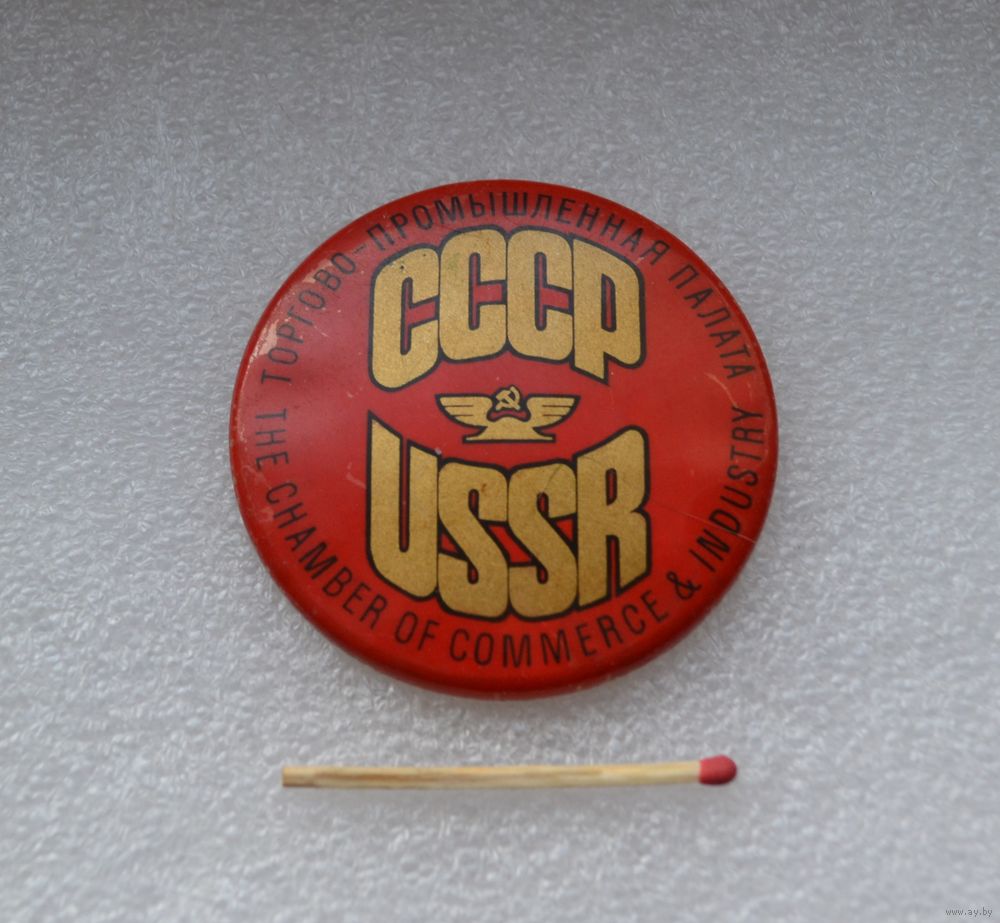 ТОРГОВО-ПРОМЫШЛЕННАЯ ПАЛАТА
СССР
USSR
THE CHAMBER OF COMMERCE & INDUSTRY
www.ay.by